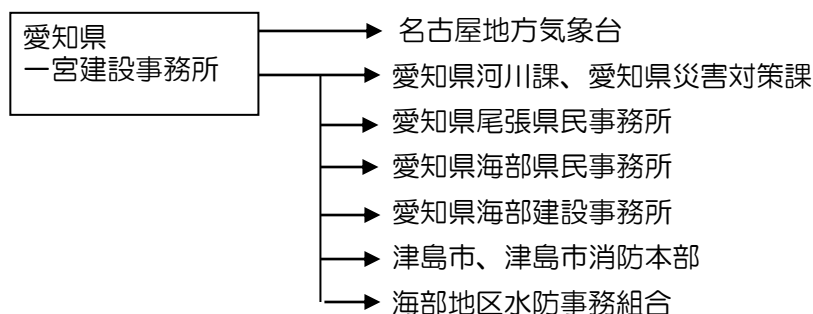 愛知県
一宮建設事務所
名古屋地方気象台
愛知県河川課、愛知県災害対策課
愛知県尾張県民事務所
愛知県海部県民事務所
愛知県海部建設事務所
津島市、津島市消防本部
海部地区水防事務組合